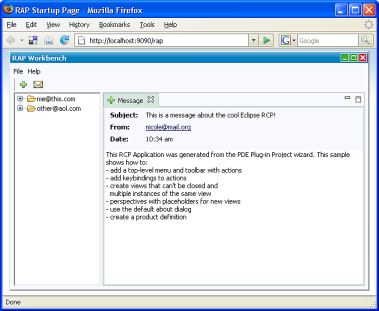 RAP Startup Page - Mozilla Firefox
File Edit View History Bookmarks Tools Help
http://localhost:9090/rap
Google
RAP Workbench
File Help
me@this.com
other@aol.com
Message
Subject: This is a message about the cool Eclipse RCP!
From: nicole@mail.org
Date: 10:34 am
This RCP Application was generated from the PDE Plug-in Project wizard. This sample
shows how to:
- add a top-level menu and toolbar with actions
- add keybindings to actions
- create views that can't be closed and
multiple instances of the same view
- perspectives with placeholders for new views
- use the default about dialog
- create a product definition
Done